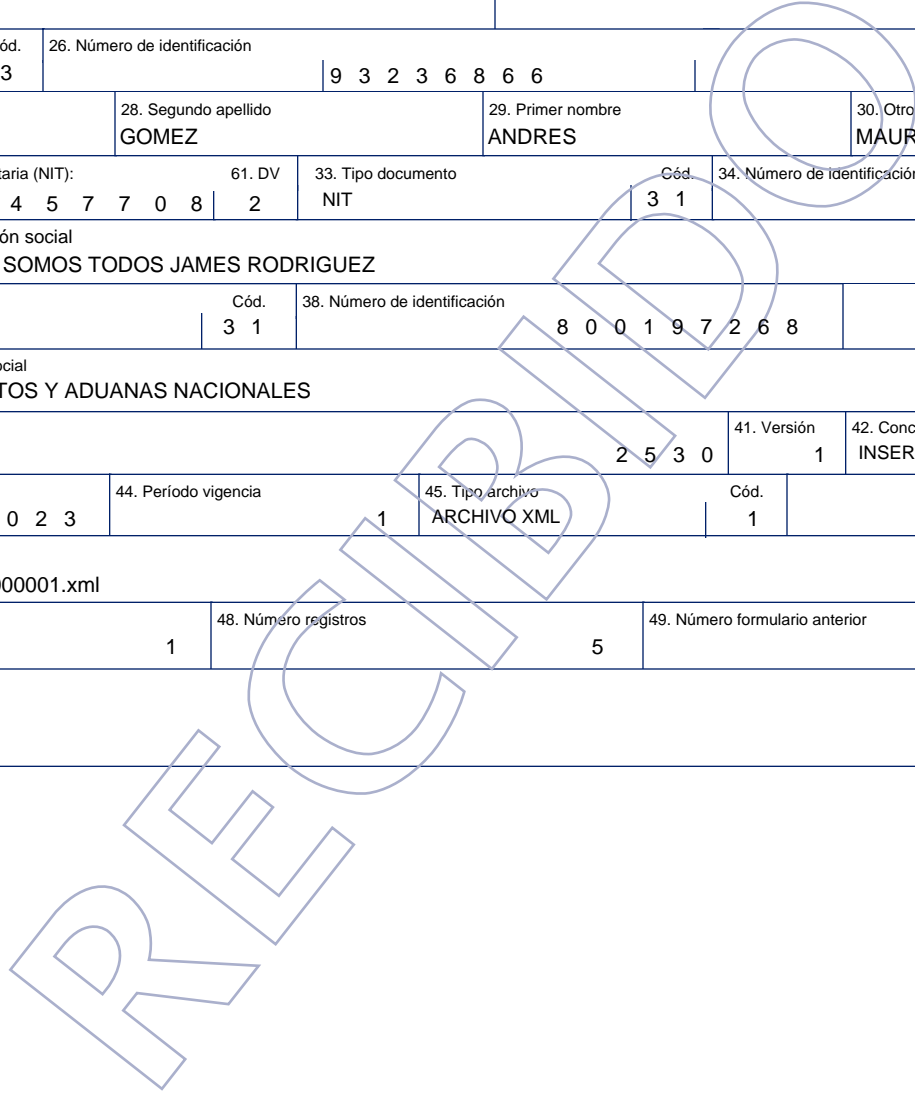 ód. 26. Número de identificación
3 9 3 2 3 6 8 6 6
28. Segundo apellido 29. Primer nombre 30. Otro
GOMEZ ANDRES MAUR
taria (NIT): 61. DV 33. Tipo documento Cód. 34. Número de identificación
4 5 7 7 0 8 2 NIT 3 1
ón social
SOMOS TODOS JAMES RODRIGUEZ
Cód. 38. Número de identificación
3 1 8 0 0 1 9 7 2 6 8
ocial
TOS Y ADUANAS NACIONALES
41. Versión 42. Conc
2 5 3 0 1 INSER
44. Período vigencia 45. Tipo archivo Cód.
0 2 3 1 ARCHIVO XML 1
000001.xml
48. Número registros 49. Número formulario anterior
1 5
RECIBIDO